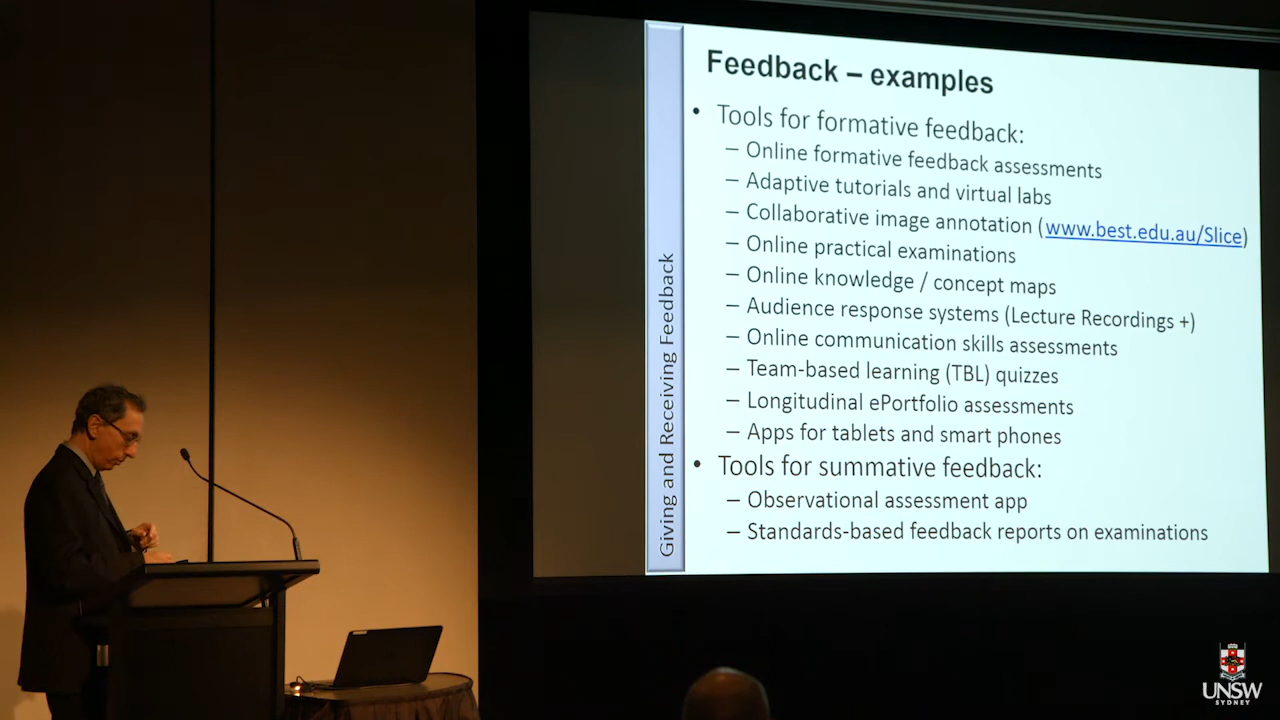 Feedback – examples
• Tools for formative feedback:
– Online formative feedback assessments
– Adaptive tutorials and virtual labs
– Collaborative image annotation (www.best.edu.au/Slice)
– Online practical examinations
– Online knowledge / concept maps
– Audience response systems (Lecture Recordings +)
– Online communication skills assessments
– Team-based learning (TBL) quizzes
– Longitudinal ePortfolio assessments
– Apps for tablets and smart phones
• Tools for summative feedback:
– Observational assessment app
– Standards-based feedback reports on examinations
Giving and Receiving Feedback
UNSW
SYDNEY